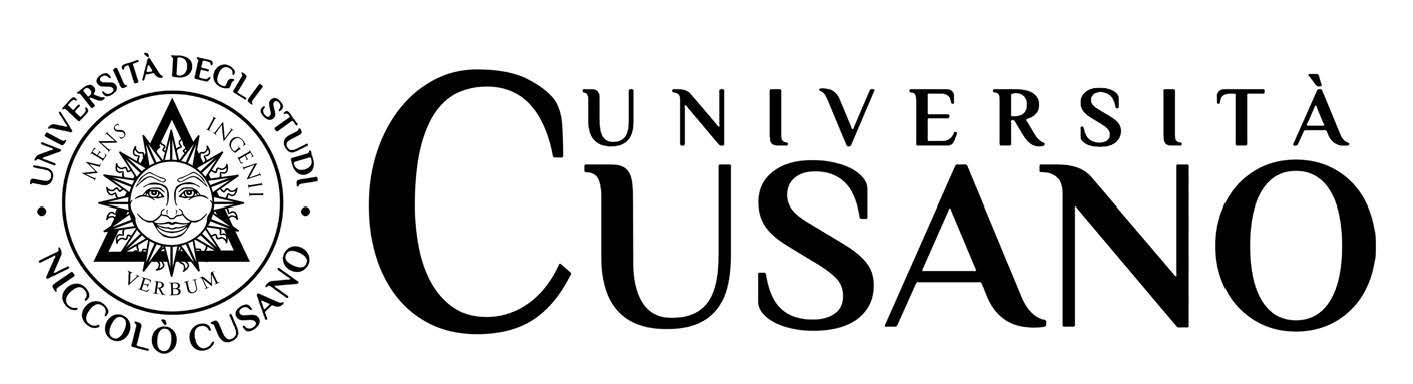 · UNIVERSITÀ DEGLI STUDI ·
NICCOLÒ CUSANO
MENS
INGENII
VERBUM
UNIVERSITÀ
CUSANO